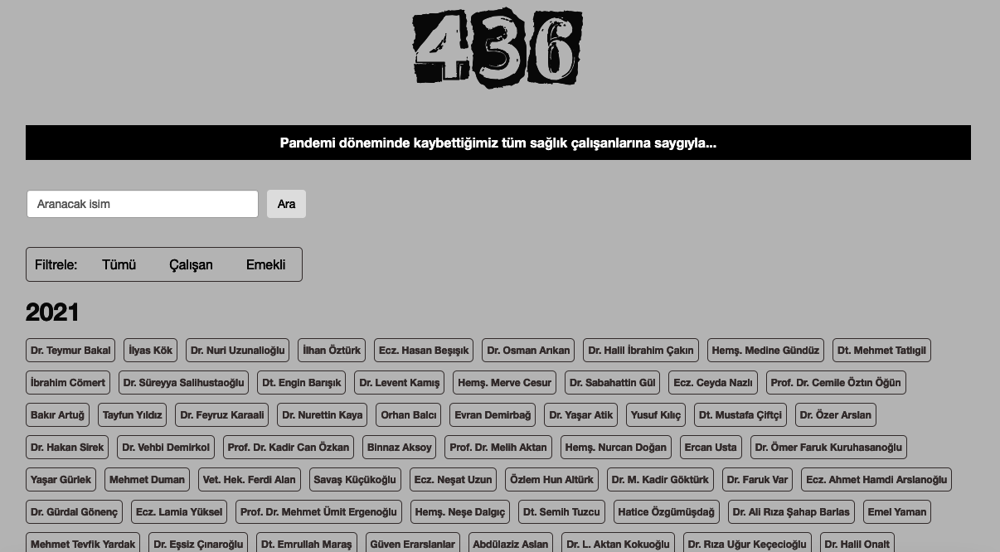 436
Pandemi döneminde kaybettiğimiz tüm sağlık çalışanlarına saygıyla...
Aranacak isim Ara
Filtrele: Tümü Çalışan Emekli
2021
Dr. Teymur Bakal İlyas Kök Dr. Nuri Uzunalioğlu İlhan Öztürk Ecz. Hasan Beşışık Dr. Osman Arıkan Dr. Halil İbrahim Çakın Hemş. Medine Gündüz Dt. Mehmet Tatlıgil
İbrahim Cömert Dr. Süreyya Salihustaoğlu Dt. Engin Barışık Dr. Levent Kamış Hemş. Merve Cesur Dr. Sabahattin Gül Ecz. Ceyda Nazlı Prof. Dr. Cemile Öztın Öğün
Bakır Artuğ Tayfun Yıldız Dr. Feyruz Karaali Dr. Nurettin Kaya Orhan Balcı Evran Demirbağ Dr. Yaşar Atik Yusuf Kılıç Dt. Mustafa Çiftçi Dr. Özer Arslan
Dr. Hakan Sirek Dr. Vehbi Demirkol Prof. Dr. Kadir Can Özkan Binnaz Aksoy Prof. Dr. Melih Aktan Hemş. Nurcan Doğan Ercan Usta Dr. Ömer Faruk Kuruhasanoğlu
Yaşar Gürlek Mehmet Duman Vet. Hek. Ferdi Alan Savaş Küçükoğlu Ecz. Neşat Uzun Özlem Hun Altürk Dr. M. Kadir Göktürk Dr. Faruk Var Ecz. Ahmet Hamdi Arslanoğlu
Dr. Gürdal Gönenç Ecz. Lamia Yüksel Prof. Dr. Mehmet Ümit Ergenoğlu Hemş. Neşe Dalgıç Dt. Semih Tuzcu Hatice Özgümüşdağ Dr. Ali Rıza Şahap Barlas Emel Yaman
Mehmet Tevfik Yardak Dr. Eşsiz Çınaroğlu Dt. Emrullah Maraş Güven Erarslanlar Abdülaziz Aslan Dr. L. Aktan Kokuoğlu Dr. Rıza Uğur Keçecioğlu Dr. Halil Onalt